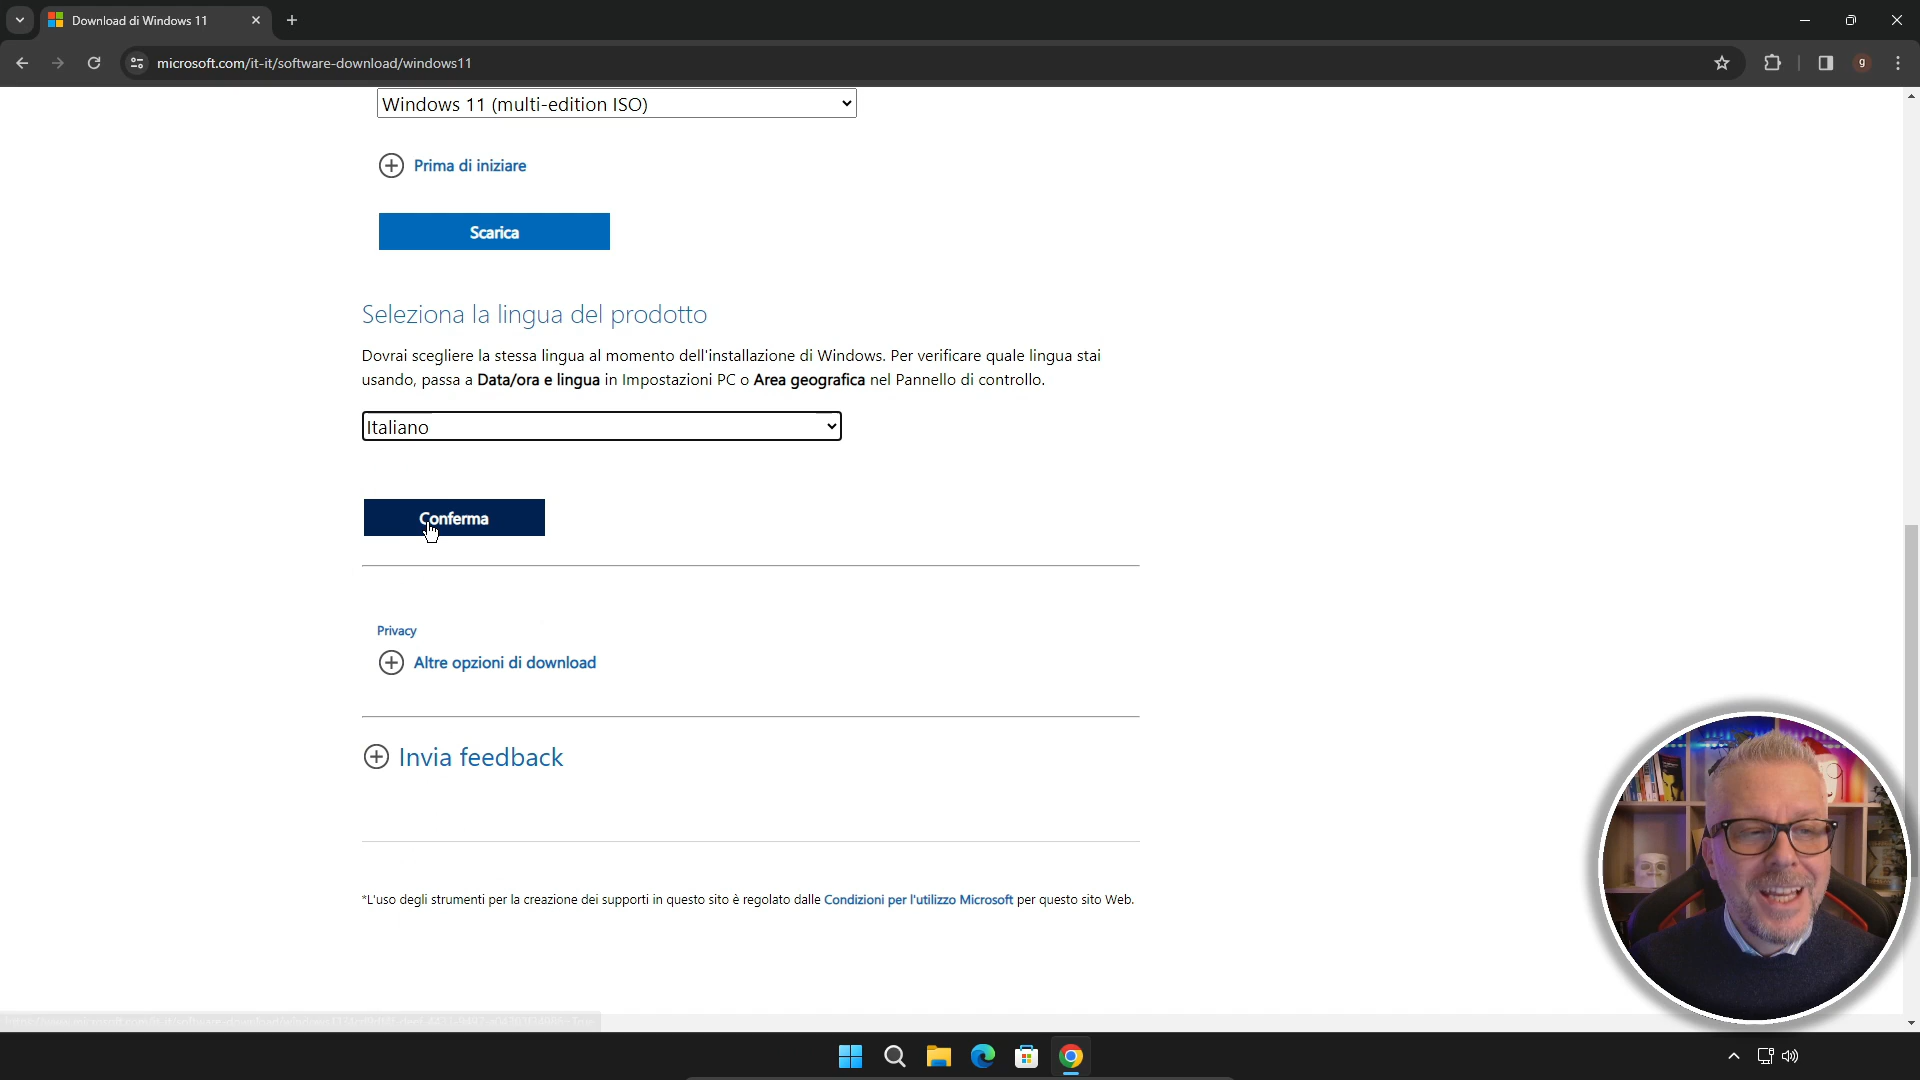 Download di Windows 11
microsoft.com/it-it/software-download/windows11
g
Windows 11 (multi-edition ISO)
Prima di iniziare
Scarica
Seleziona la lingua del prodotto
Dovrai scegliere la stessa lingua al momento dell'installazione di Windows. Per verificare quale lingua stai
usando, passa a Data/ora e lingua in Impostazioni PC o Area geografica nel Pannello di controllo.
Italiano
Conferma
Privacy
Altre opzioni di download
Invia feedback
*L'uso degli strumenti per la creazione dei supporti in questo sito è regolato dalle Condizioni per l'utilizzo Microsoft per questo sito Web.